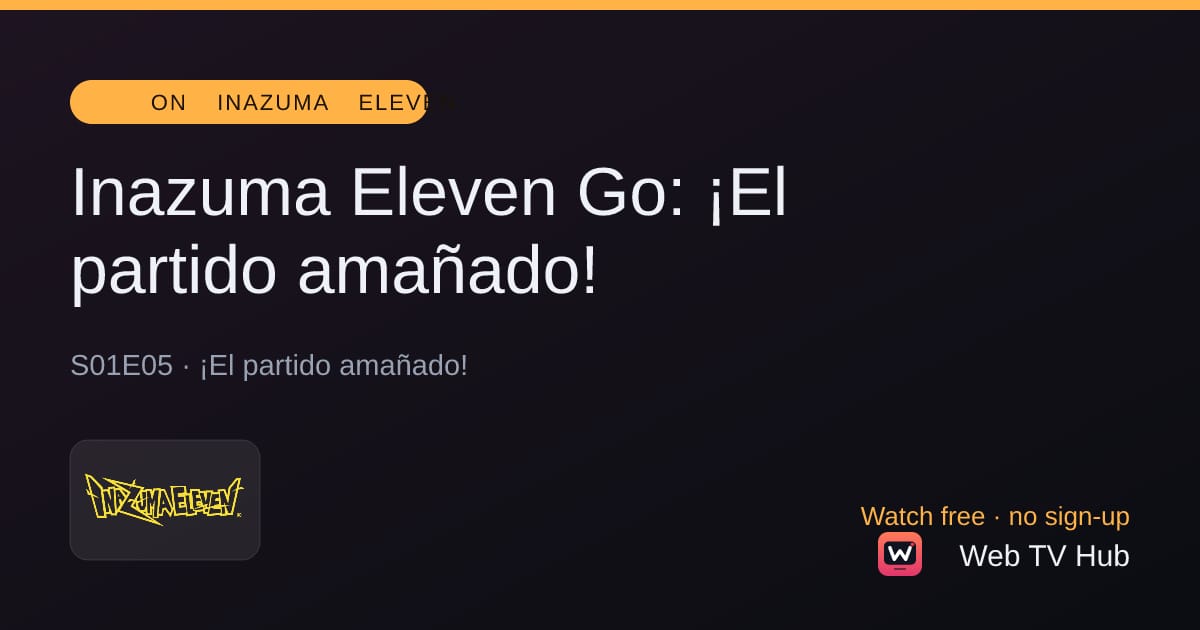 ON INAZUMA ELEVEN
Inazuma Eleven Go: ¡El
partido amañado!
S01E05 · ¡El partido amañado!
INAZUMA ELEVEN
Watch free · no sign-up
W
Web TV Hub